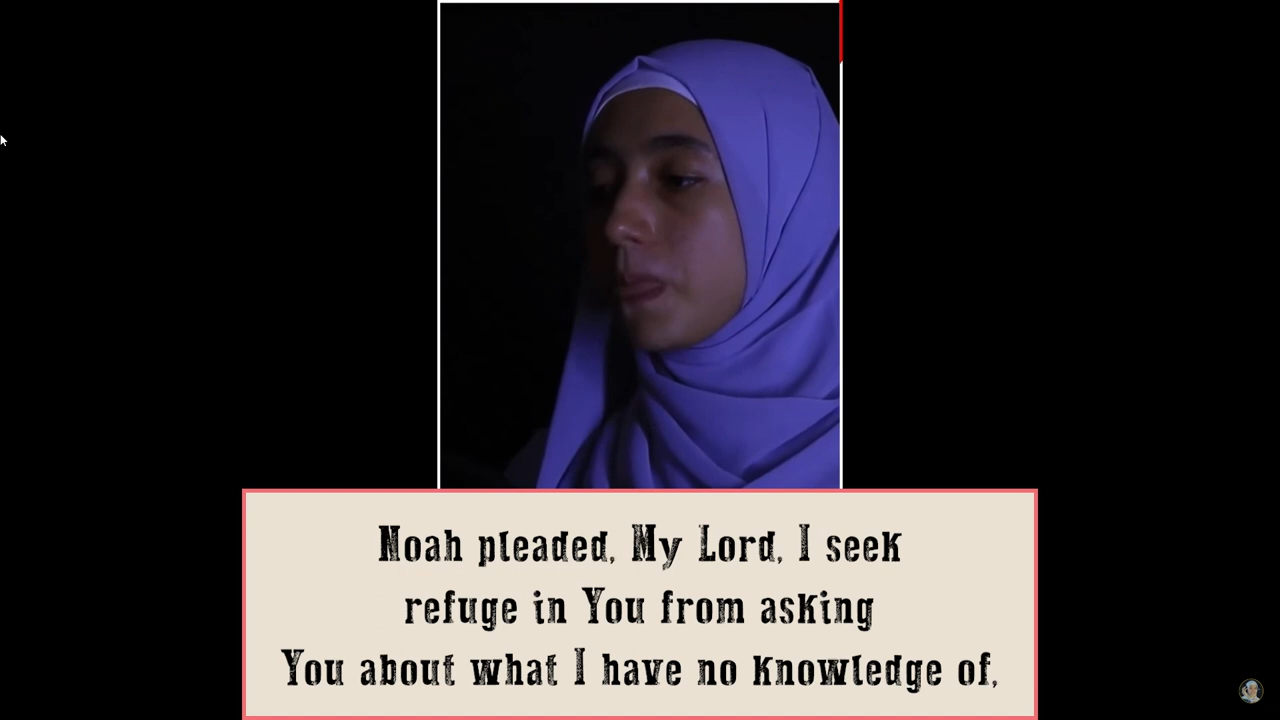 Noah pleaded, My Lord, I seek
refuge in You from asking
You about what I have no knowledge of,